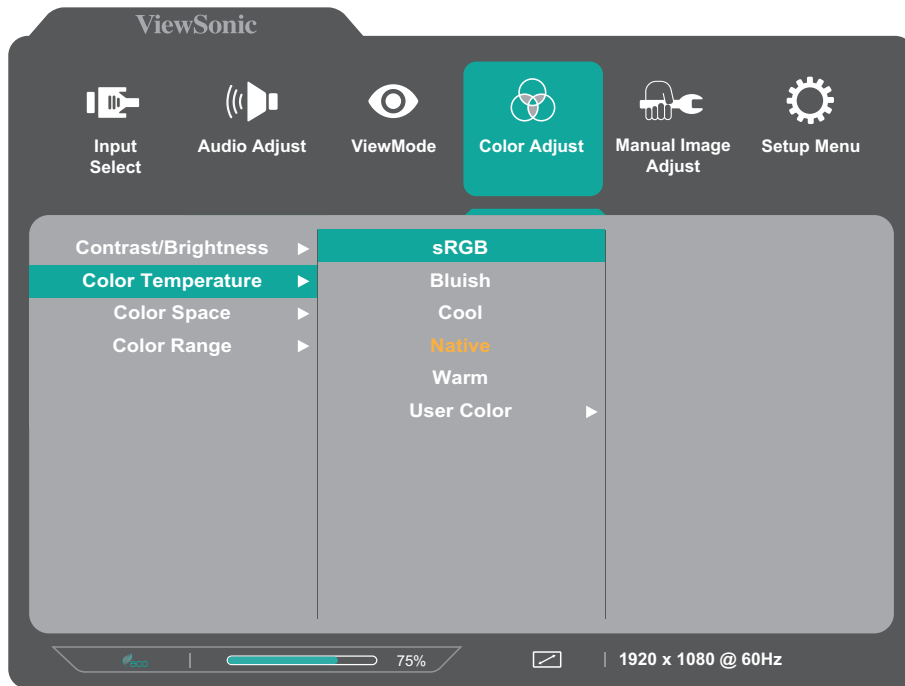 ViewSonic
Input Select
Audio Adjust
ViewMode
Color Adjust
Manual Image Adjust
Setup Menu
Contrast/Brightness
Color Temperature
Color Space
Color Range
sRGB
Bluish
Cool
Native
Warm
User Color
eco
75%
1920 x 1080 @ 60Hz